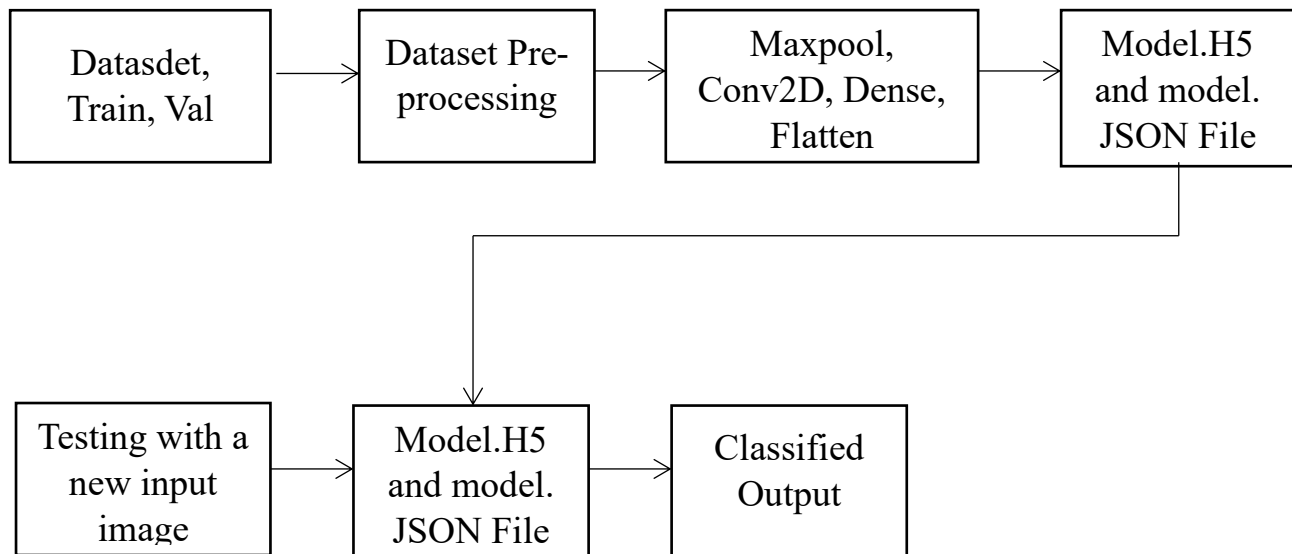 Datasdet,
Train, Val
Dataset Pre-
processing
Maxpool,
Conv2D, Dense,
Flatten
Model.H5
and model.
JSON File
Testing with a
new input
image
Model.H5
and model.
JSON File
Classified
Output